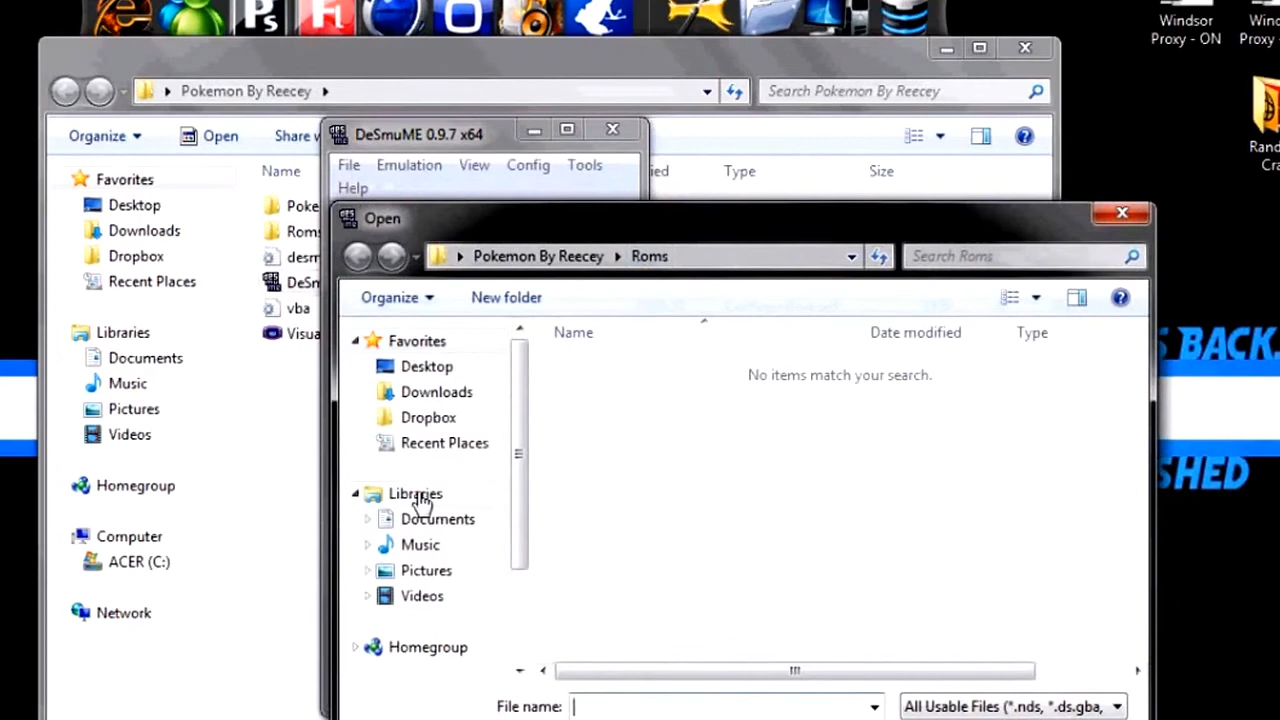 Windsor
Proxy - ON
Proxy -
Pokemon By Reecey
Search Pokemon By Reecey
Organize
Open
Share
DeSmuME 0.9.7 x64
File Emulation View Config Tools
Help
Favorites
Desktop
Downloads
Dropbox
Recent Places
Libraries
Documents
Music
Pictures
Videos
Homegroup
Computer
ACER (C:)
Network
Name
Type
Size
Poke
Roms
desm
DeSm
vba
Visua
Open
Pokemon By Reecey Roms
Search Roms
Organize New folder
Favorites
Desktop
Downloads
Dropbox
Recent Places
Libraries
Documents
Music
Pictures
Videos
Homegroup
Name Date modified Type
No items match your search.
File name:
All Usable Files (*.nds, *.ds.gba,
S BACK.
SHED